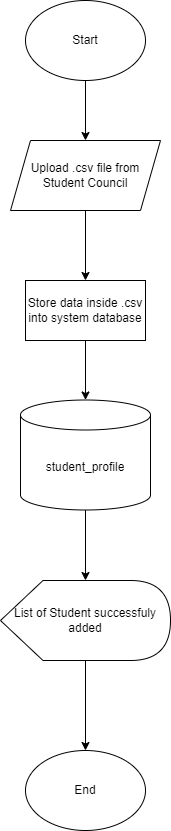 Start
Upload .csv file from
Student Council
Store data inside .csv
into system database
student_profile
List of Student successfuly
added
End